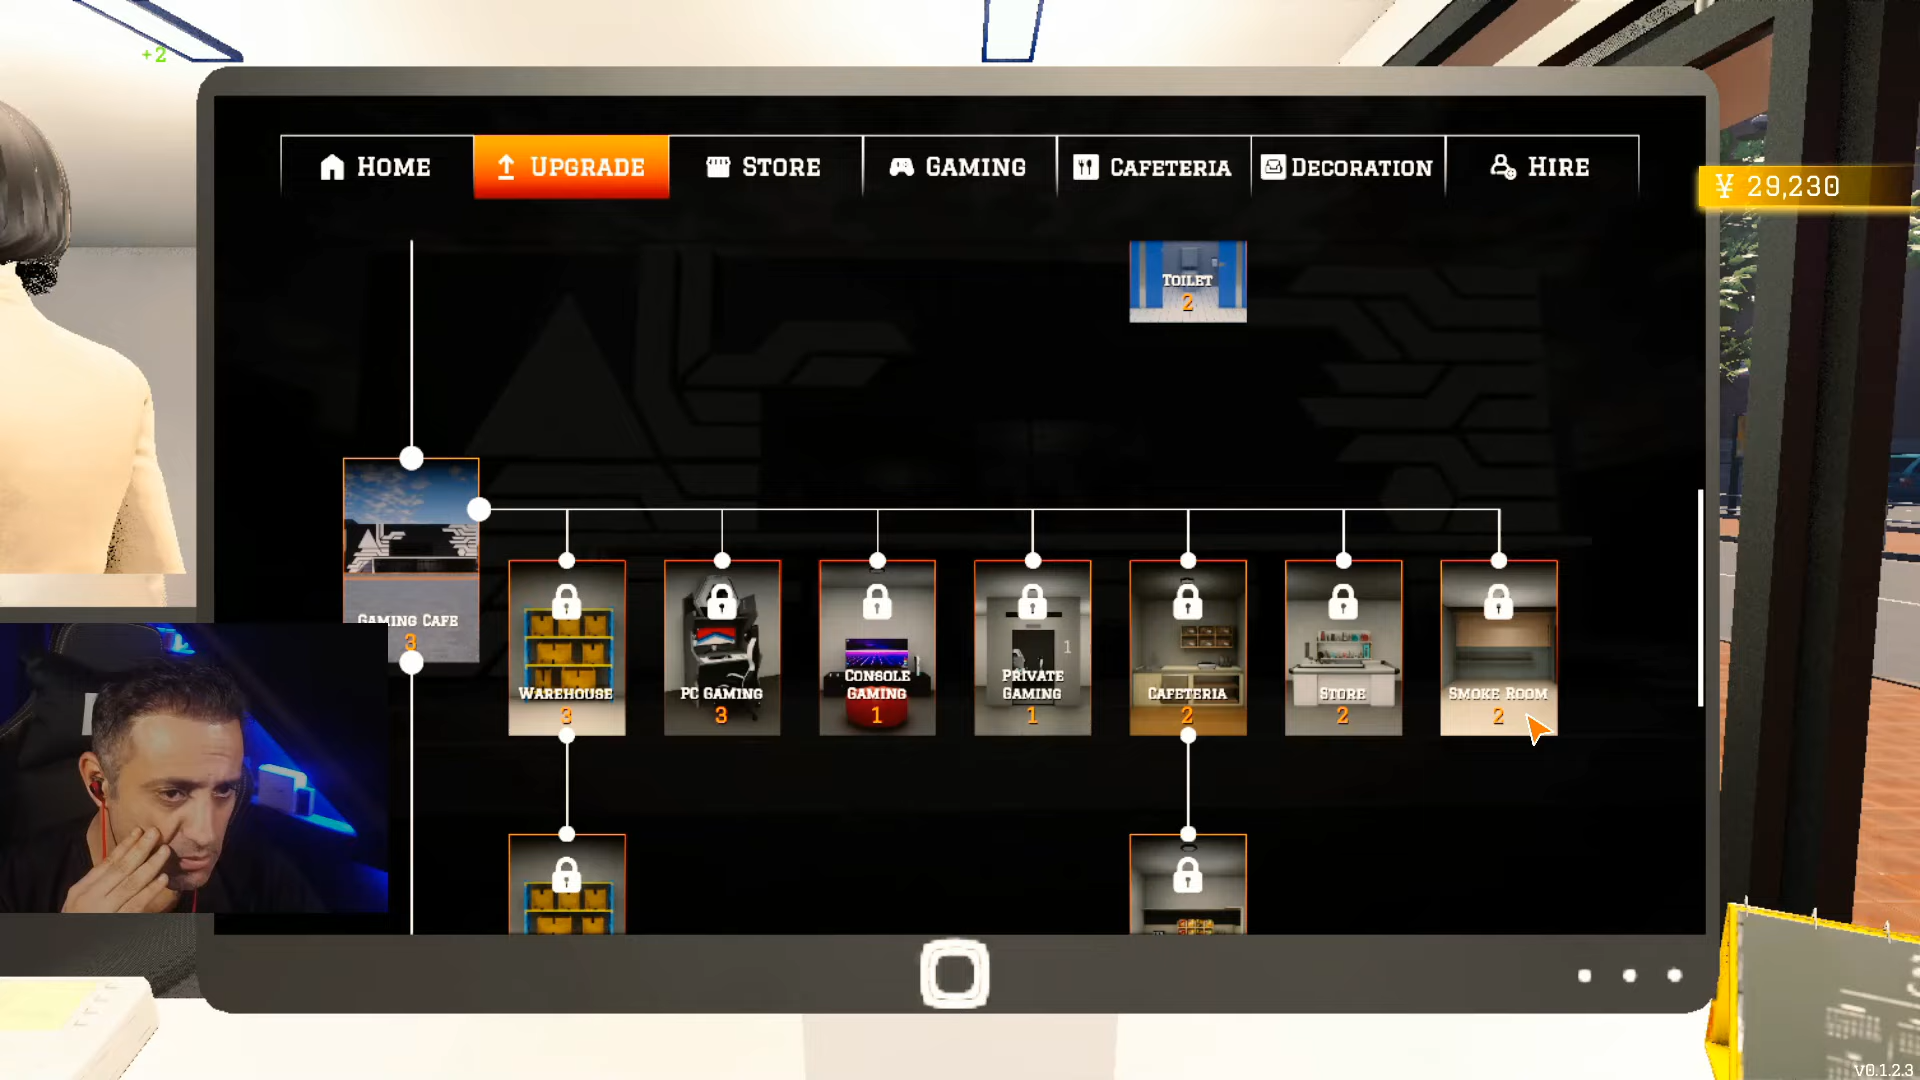 +2
HOME
UPGRADE
STORE
GAMING
CAFETERIA
DECORATION
HIRE
¥ 29,230
TOILET
2
GAMING CAFE
3
WAREHOUSE
3
PC GAMING
3
CONSOLE
GAMING
1
1
PRIVATE
GAMING
1
CAFETERIA
2
STORE
2
SMOKE ROOM
2
V0.1.2.3